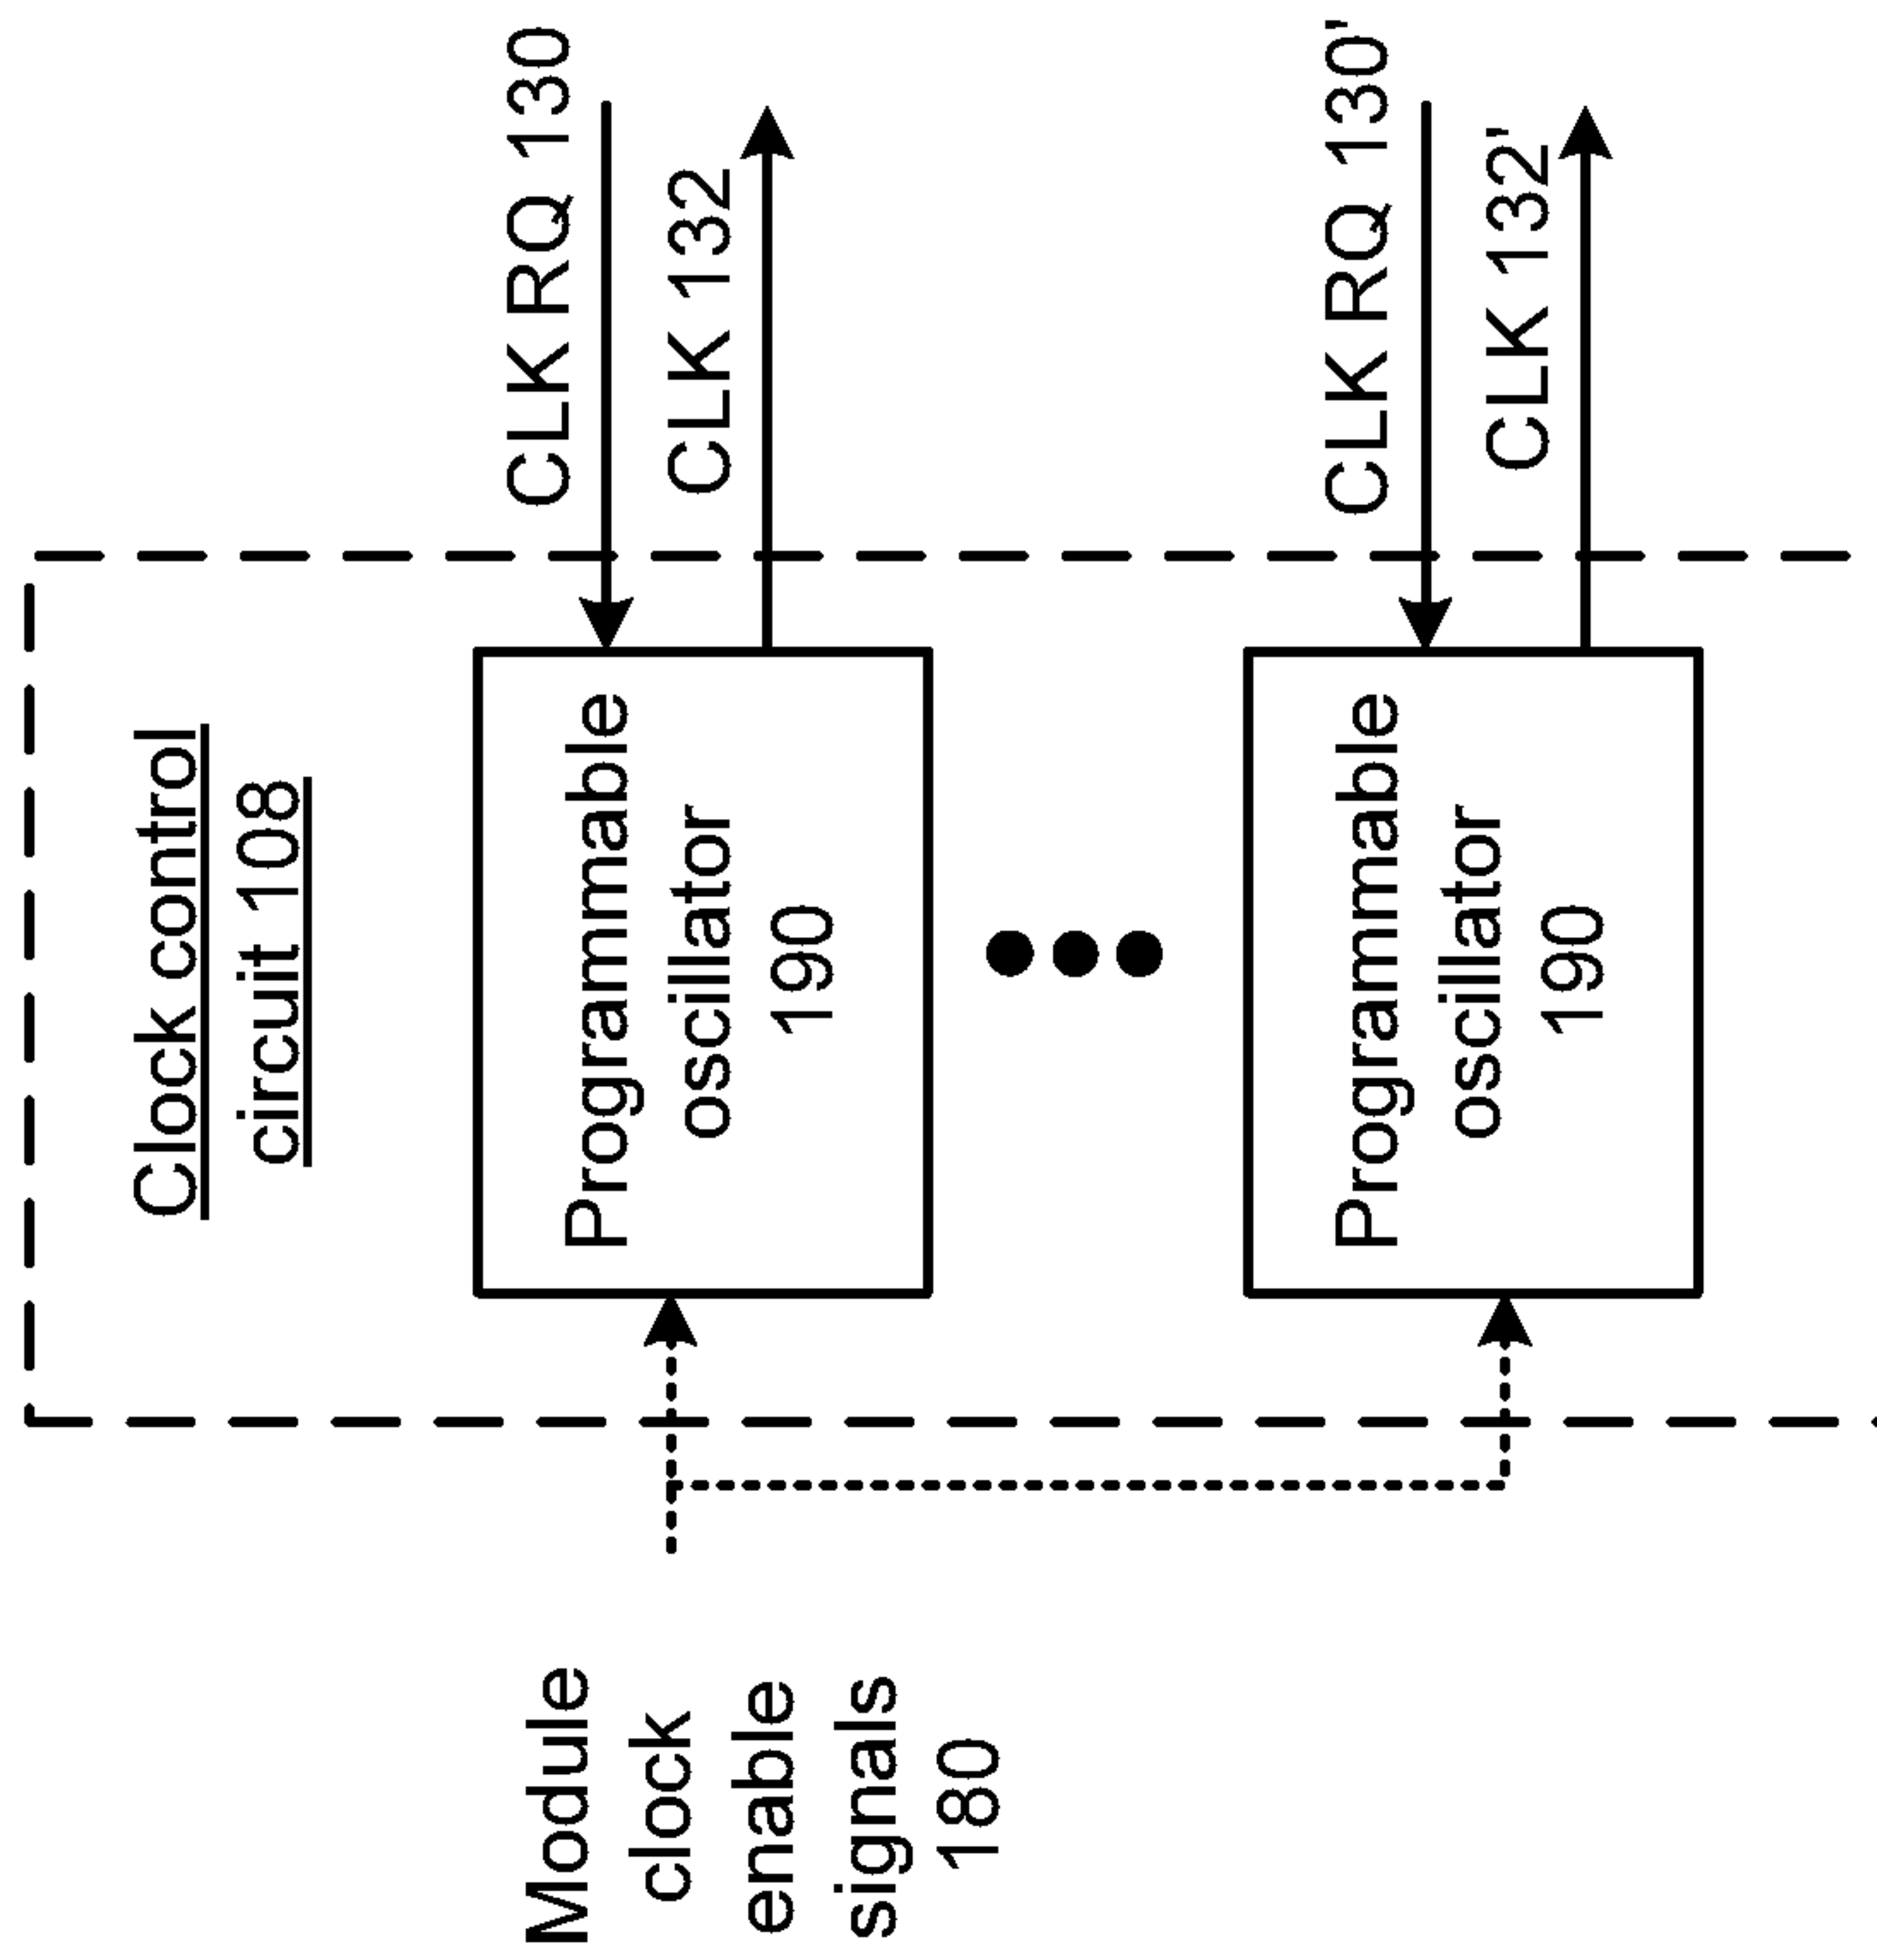 Clock control
circuit 108
Module
clock
enable
signals
180
Programmable
oscillator
190
CLK RQ 130
CLK 132
Programmable
oscillator
190
CLK RQ 130'
CLK 132'